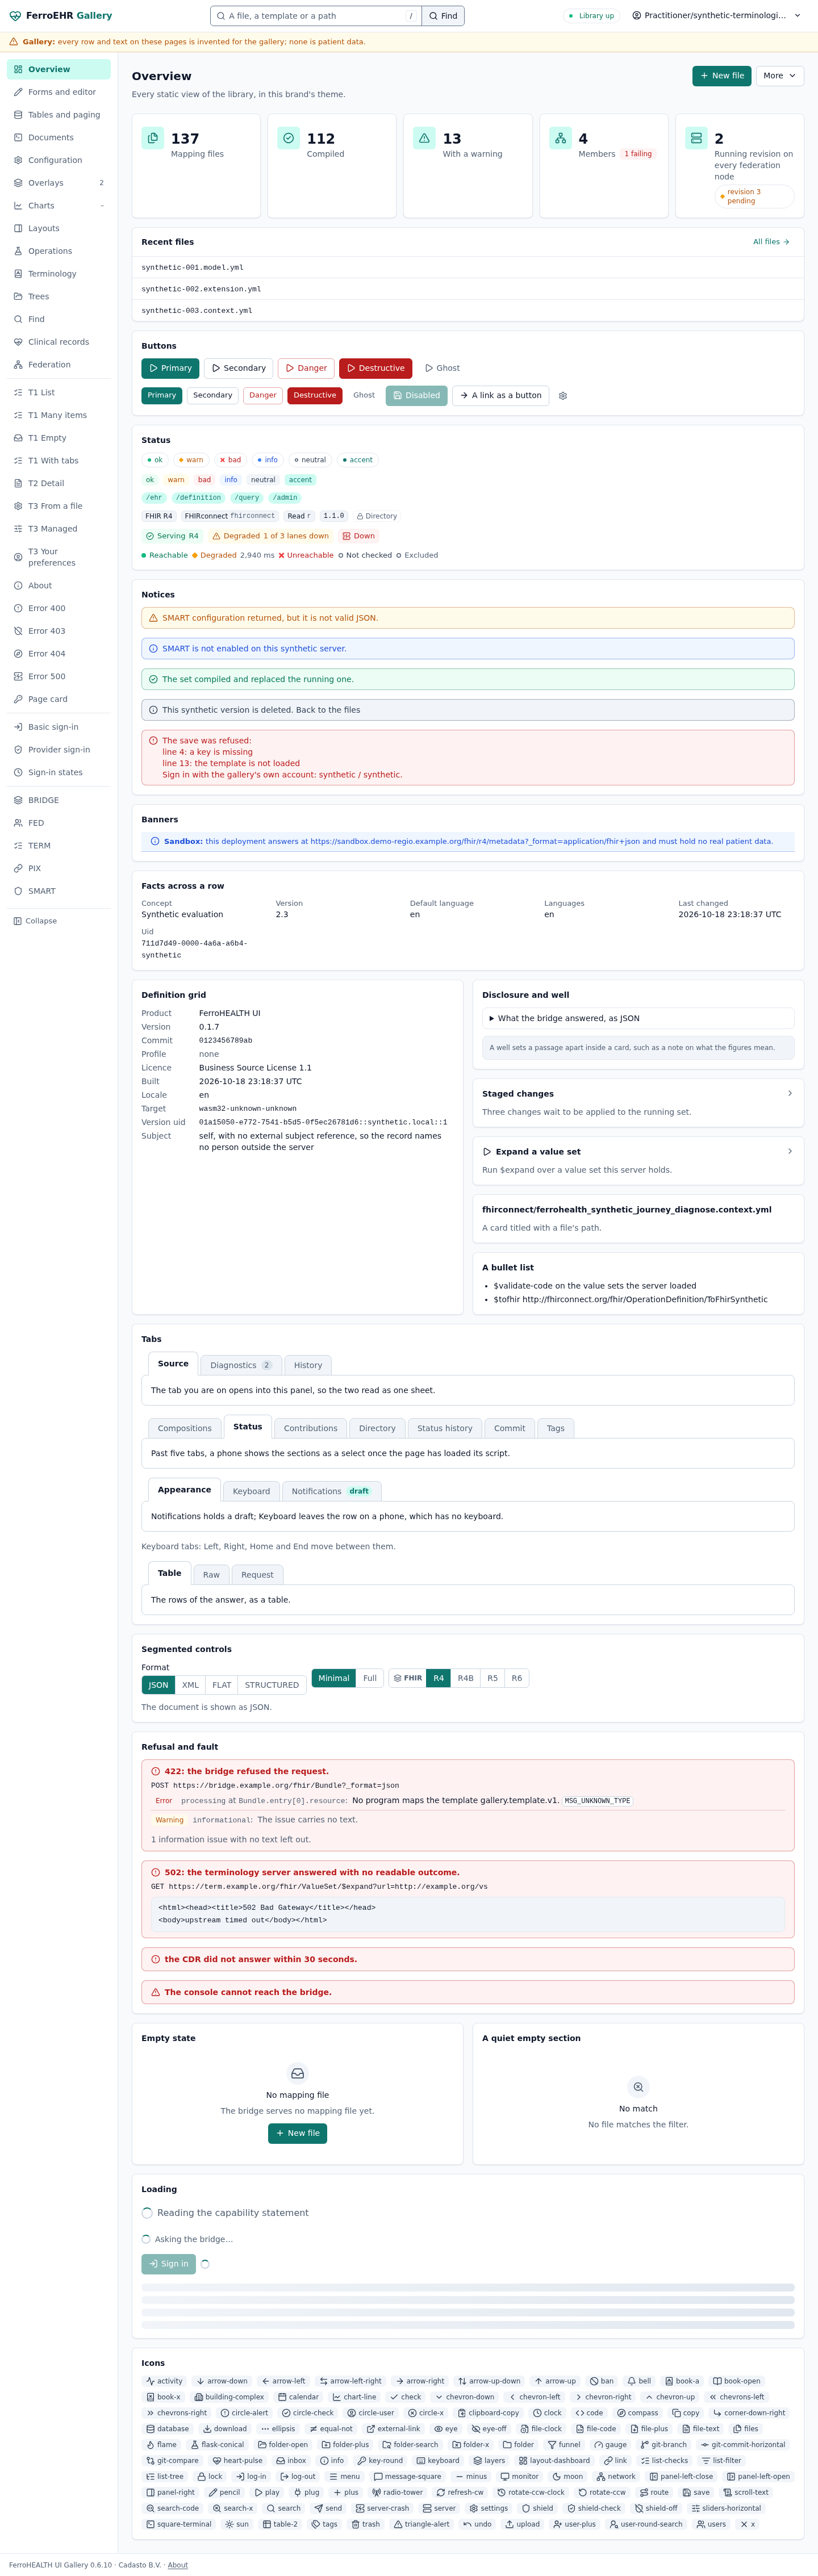 FerroEHR Gallery
A file, a template or a path / Find
Library up
Practitioner/synthetic-terminologi...
Gallery: every row and text on these pages is invented for the gallery; none is patient data.
Overview
Forms and editor
Tables and paging
Documents
Configuration
Overlays 2
Charts -
Layouts
Operations
Terminology
Trees
Find
Clinical records
Federation
T1 List
T1 Many items
T1 Empty
T1 With tabs
T2 Detail
T3 From a file
T3 Managed
T3 Your
preferences
About
Error 400
Error 403
Error 404
Error 500
Page card
Basic sign-in
Provider sign-in
Sign-in states
BRIDGE
FED
TERM
PIX
SMART
Collapse
Overview
New file More
Every static view of the library, in this brand's theme.
137
Mapping files
112
Compiled
13
With a warning
4
Members 1 failing
2
Running revision on
every federation
node
revision 3
pending
Recent files All files
synthetic-001.model.yml
synthetic-002.extension.yml
synthetic-003.context.yml
Buttons
Primary Secondary Danger Destructive Ghost
Primary Secondary Danger Destructive Ghost Disabled A link as a button
Status
ok warn bad info neutral accent
ok warn bad info neutral accent
/ehr /definition /query /admin
FHIR R4 FHIRconnect fhirconnect Read r 1.1.0 Directory
Serving R4 Degraded 1 of 3 lanes down Down
Reachable Degraded 2,940 ms Unreachable Not checked Excluded
Notices
SMART configuration returned, but it is not valid JSON.
SMART is not enabled on this synthetic server.
The set compiled and replaced the running one.
This synthetic version is deleted. Back to the files
The save was refused:
line 4: a key is missing
line 13: the template is not loaded
Sign in with the gallery's own account: synthetic / synthetic.
Banners
Sandbox: this deployment answers at https://sandbox.demo-regio.example.org/fhir/r4/metadata?_format=application/fhir+json and must hold no real patient data.
Facts across a row
Concept Version Default language Languages Last changed
Synthetic evaluation 2.3 en en 2026-10-18 23:18:37 UTC
Uid
711d7d49-0000-4a6a-a6b4-
synthetic
Definition grid
Product FerroHEALTH UI
Version 0.1.7
Commit 0123456789ab
Profile none
Licence Business Source License 1.1
Built 2026-10-18 23:18:37 UTC
Locale en
Target wasm32-unknown-unknown
Version uid 01a15050-e772-7541-b5d5-0f5ec26781d6::synthetic.local::1
Subject self, with no external subject reference, so the record names
no person outside the server
Disclosure and well
What the bridge answered, as JSON
A well sets a passage apart inside a card, such as a note on what the figures mean.
Staged changes
Three changes wait to be applied to the running set.
Expand a value set
Run $expand over a value set this server holds.
fhirconnect/ferrohealth_synthetic_journey_diagnose.context.yml
A card titled with a file's path.
A bullet list
• $validate-code on the value sets the server loaded
• $tofhir http://fhirconnect.org/fhir/OperationDefinition/ToFhirSynthetic
Tabs
Source Diagnostics 2 History
The tab you are on opens into this panel, so the two read as one sheet.
Compositions Status Contributions Directory Status history Commit Tags
Past five tabs, a phone shows the sections as a select once the page has loaded its script.
Appearance Keyboard Notifications draft
Notifications holds a draft; Keyboard leaves the row on a phone, which has no keyboard.
Keyboard tabs: Left, Right, Home and End move between them.
Table Raw Request
The rows of the answer, as a table.
Segmented controls
Format
JSON XML FLAT STRUCTURED Minimal Full FHIR R4 R4B R5 R6
The document is shown as JSON.
Refusal and fault
422: the bridge refused the request.
POST https://bridge.example.org/fhir/Bundle?_format=json
Error processing at Bundle.entry[0].resource: No program maps the template gallery.template.v1. MSG_UNKNOWN_TYPE
Warning informational: The issue carries no text.
1 information issue with no text left out.
502: the terminology server answered with no readable outcome.
GET https://term.example.org/fhir/ValueSet/$expand?url=http://example.org/vs
<html><head><title>502 Bad Gateway</title></head>
<body>upstream timed out</body></html>
the CDR did not answer within 30 seconds.
The console cannot reach the bridge.
Empty state
No mapping file
The bridge serves no mapping file yet.
New file
A quiet empty section
No match
No file matches the filter.
Loading
Reading the capability statement
Asking the bridge...
Sign in
Icons
activity arrow-down arrow-left arrow-left-right arrow-right arrow-up-down arrow-up ban bell book-a book-open
book-x building-complex calendar chart-line check chevron-down chevron-left chevron-right chevron-up chevrons-left
chevrons-right circle-alert circle-check circle-user circle-x clipboard-copy clock code compass copy corner-down-right
database download ellipsis equal-not external-link eye eye-off file-clock file-code file-plus file-text files
flame flask-conical folder-open folder-plus folder-search folder-x folder funnel gauge git-branch git-commit-horizontal
git-compare heart-pulse inbox info key-round keyboard layers layout-dashboard link list-checks list-filter
list-tree lock log-in log-out menu message-square minus monitor moon network panel-left-close panel-left-open
panel-right pencil play plug plus radio-tower refresh-cw rotate-ccw-clock rotate-ccw route save scroll-text
search-code search-x search send server-crash server settings shield shield-check shield-off sliders-horizontal
square-terminal sun table-2 tags trash triangle-alert undo upload user-plus user-round-search users x
FerroHEALTH UI Gallery 0.6.10 · Cadasto B.V. · About